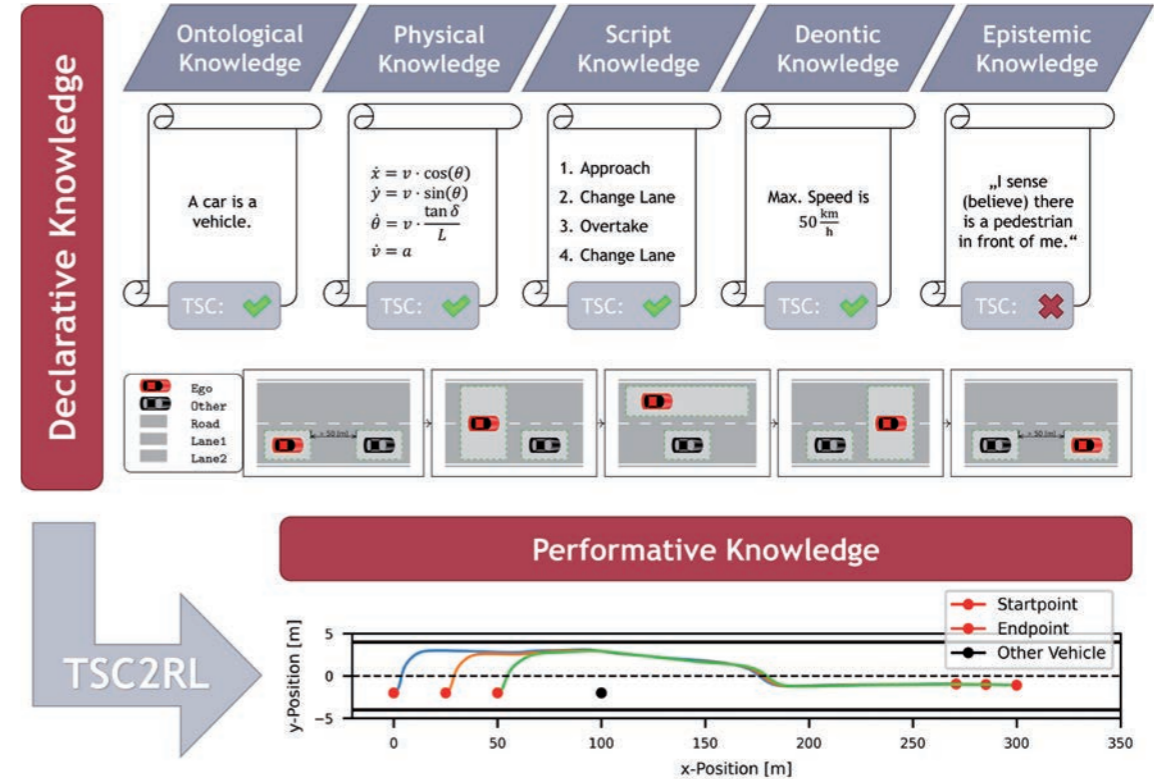 Declarative Knowledge
Ontological
Knowledge
Physical
Knowledge
Script
Knowledge
Deontic
Knowledge
Epistemic
Knowledge
A car is a
vehicle.
ẋ = v · cos(θ)
ẏ = v · sin(θ)
θ̇ = v · tan δ / L
v̇ = a
1. Approach
2. Change Lane
3. Overtake
4. Change Lane
Max. Speed is
50 km/h
„I sense
(believe) there
is a pedestrian
in front of me.“
TSC:
TSC:
TSC:
TSC:
TSC:
Ego
Other
Road
Lane1
Lane2
> 50 [m]
> 50 [m]
Performative Knowledge
TSC2RL
Startpoint
Endpoint
Other Vehicle
y-Position [m]
5
0
−5
0
50
100
150
200
250
300
350
x-Position [m]